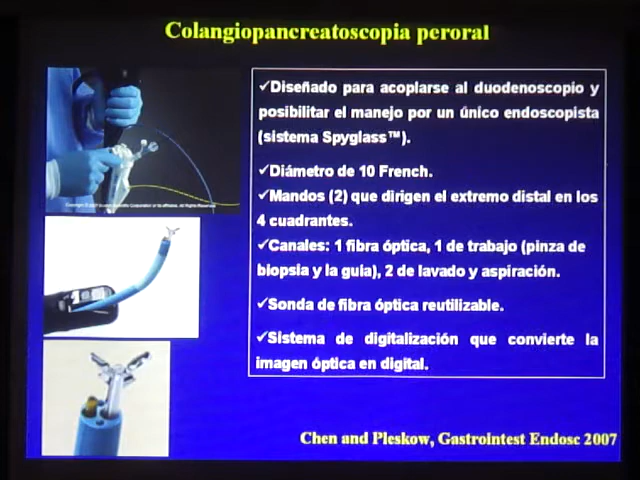 Colangiopancreatoscopia peroral
✓Diseñado para acoplarse al duodenoscopio y
posibilitar el manejo por un único endoscopista
(sistema Spyglass™).
✓Diámetro de 10 French.
✓Mandos (2) que dirigen el extremo distal en los
4 cuadrantes.
✓Canales: 1 fibra óptica, 1 de trabajo (pinza de
biopsia y la guia), 2 de lavado y aspiración.
✓Sonda de fibra óptica reutilizable.
✓Sistema de digitalización que convierte la
imagen óptica en digital.
Chen and Pleskow, Gastrointest Endosc 2007